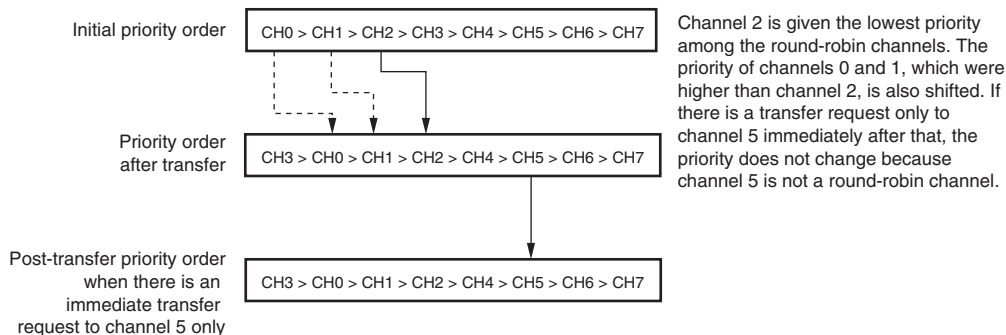 Initial priority order
CH0 > CH1 > CH2 > CH3 > CH4 > CH5 > CH6 > CH7
Channel 2 is given the lowest priority
among the round-robin channels. The
priority of channels 0 and 1, which were
higher than channel 2, is also shifted. If
there is a transfer request only to
channel 5 immediately after that, the
priority does not change because
channel 5 is not a round-robin channel.
Priority order
after transfer
CH3 > CH0 > CH1 > CH2 > CH4 > CH5 > CH6 > CH7
Post-transfer priority order
when there is an
immediate transfer
request to channel 5 only
CH3 > CH0 > CH1 > CH2 > CH4 > CH5 > CH6 > CH7